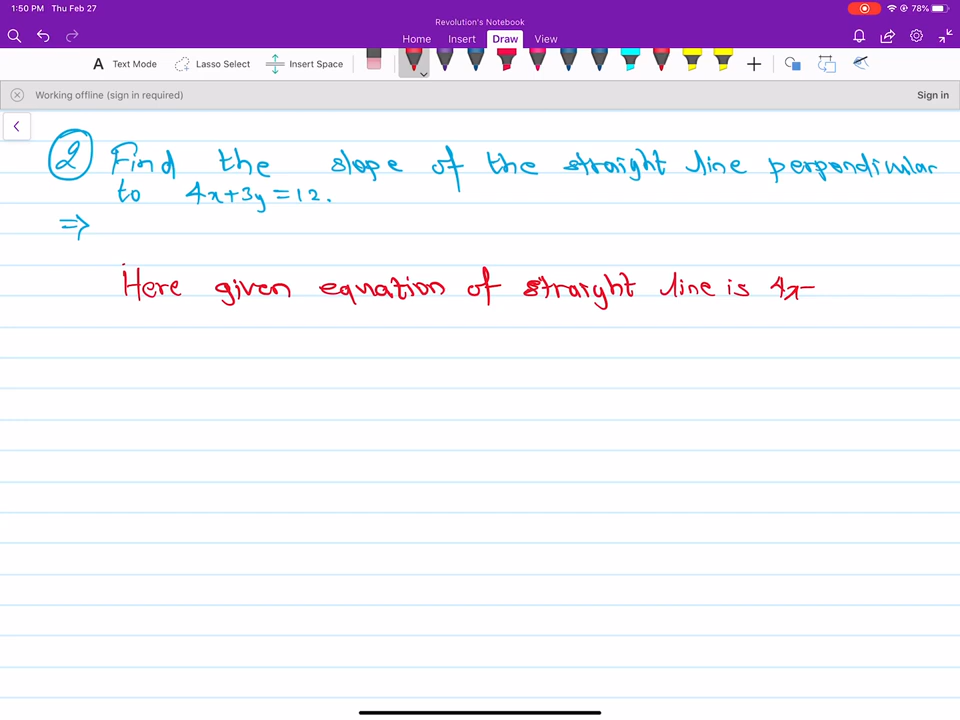 1:50 PM Thu Feb 27
78%
Revolution's Notebook
Home Insert Draw View
A Text Mode Lasso Select Insert Space
Working offline (sign in required) Sign in
2 Find the slope of the straight line perpendicular
to 4x+3y=12.
⇒
Here given equation of straight line is 4x-